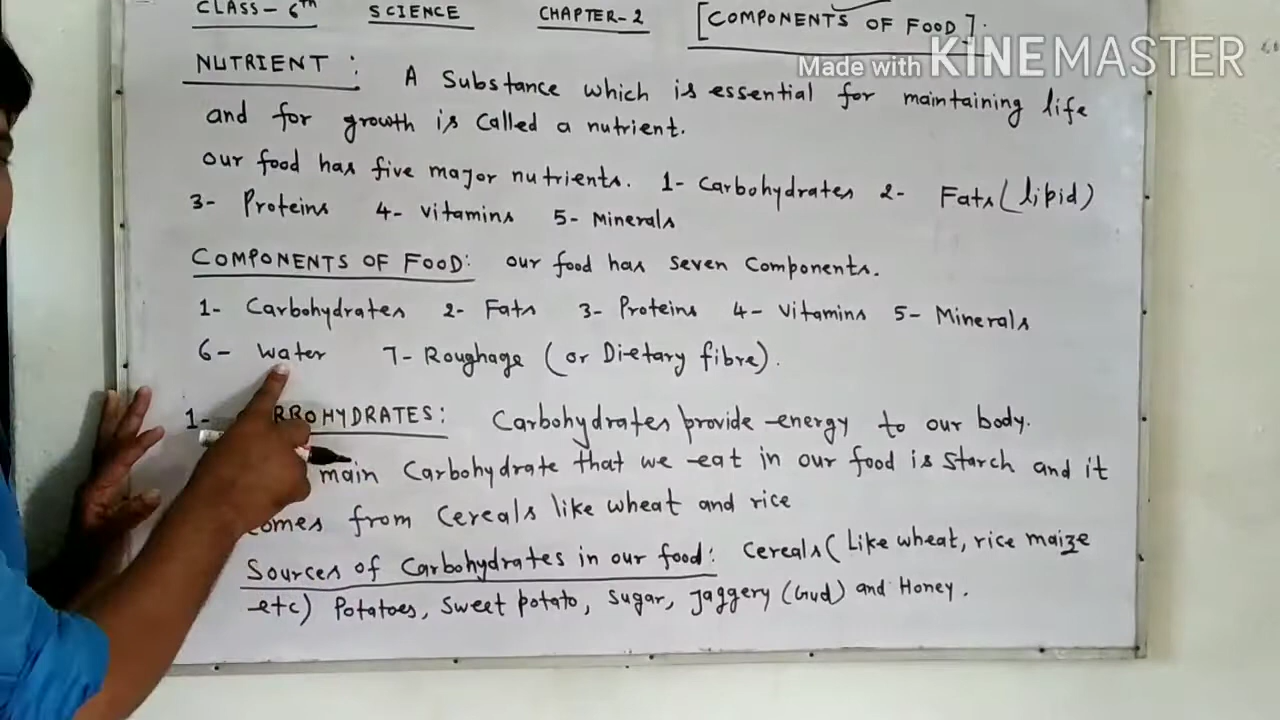 CLASS-6th SCIENCE CHAPTER-2 [COMPONENTS OF FOOD]:
Made with KINEMASTER
NUTRIENT: A Substance which is essential for maintaining life
and for growth is called a nutrient.
our food has five major nutrients. 1- Carbohydrates 2- Fats (lipid)
3- Proteins 4- vitamins 5- Minerals
COMPONENTS OF FOOD: our food has seven components.
1- Carbohydrates 2- Fats 3- Proteins 4- vitamins 5- Minerals
6- water 7- Roughage (or Dietary fibre).
1- Carbohydrates provide energy to our body.
main Carbohydrate that we eat in our food is starch and it
from Cereals like wheat and rice
Sources of Carbohydrates in our food: Cereals (Like wheat, rice maize
etc) Potatoes, Sweet potato, Sugar, Jaggery (Gud) and Honey.